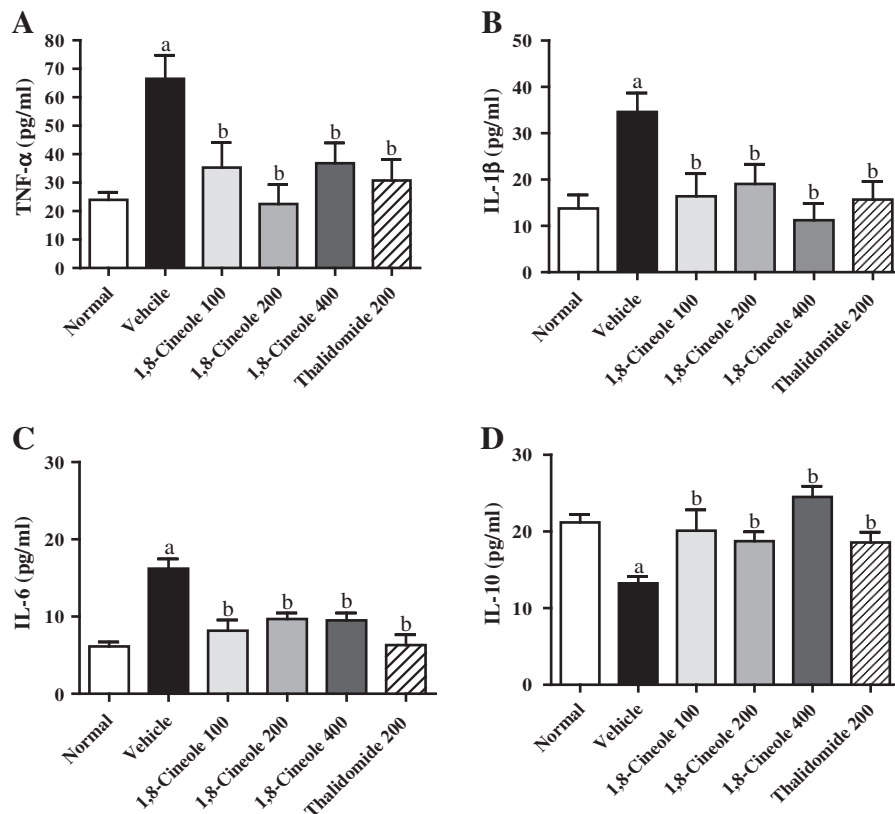 A
TNF-α (pg/ml)
80
70
60
50
40
30
20
10
0
a
b
b
b
b
Normal
Vehcile
1,8-Cineole 100
1,8-Cineole 200
1,8-Cineole 400
Thalidomide 200
B
IL-1β (pg/ml)
50
40
30
20
10
0
a
b
b
b
b
Normal
Vehicle
1,8-Cineole 100
1,8-Cineole 200
1,8-Cineole 400
Thalidomide 200
C
IL-6 (pg/ml)
30
20
10
0
a
b
b
b
b
Normal
Vehicle
1,8-Cineole 100
1,8-Cineole 200
1,8-Cineole 400
Thalidomide 200
D
IL-10 (pg/ml)
30
20
10
0
a
b
b
b
b
Normal
Vehicle
1,8-Cineole 100
1,8-Cineole 200
1,8-Cineole 400
Thalidomide 200